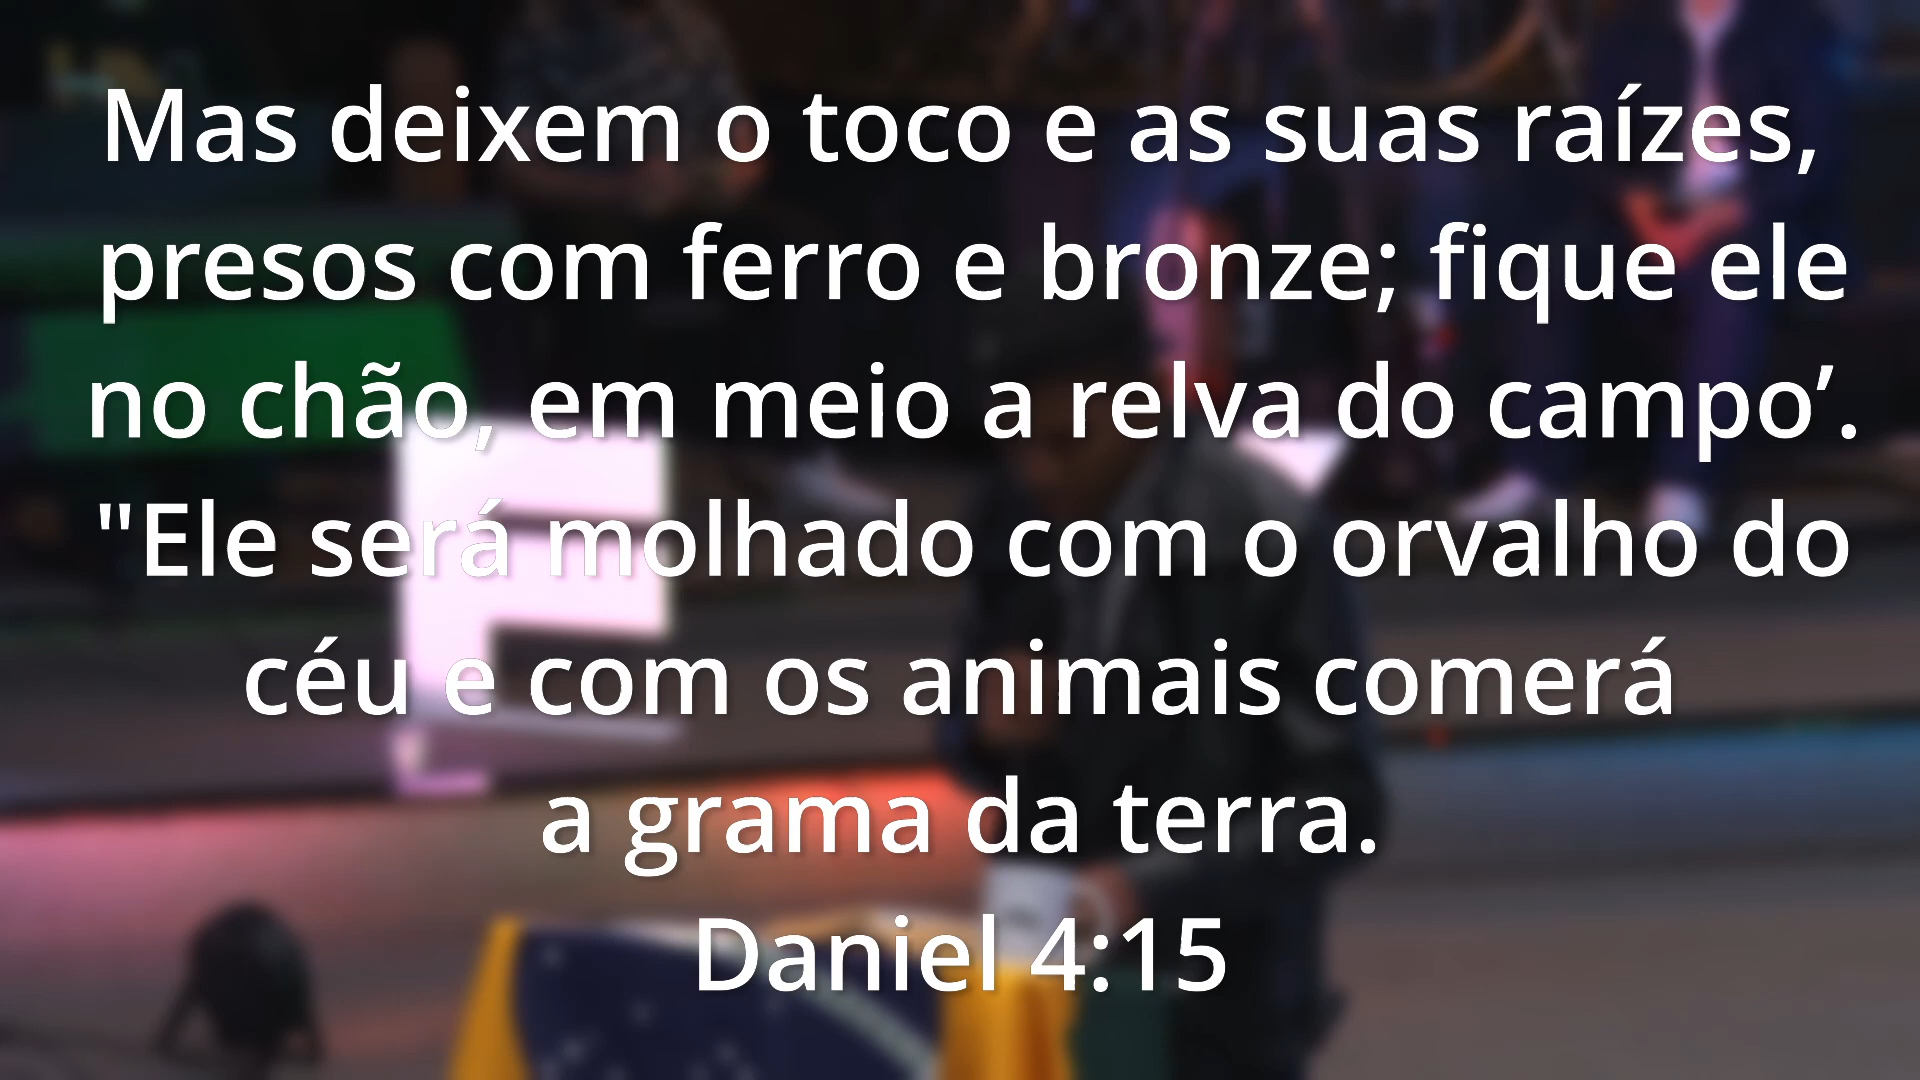 Mas deixem o toco e as suas raízes,
presos com ferro e bronze; fique ele
no chão, em meio a relva do campo’.
"Ele será molhado com o orvalho do
céu e com os animais comerá
a grama da terra.
Daniel 4:15